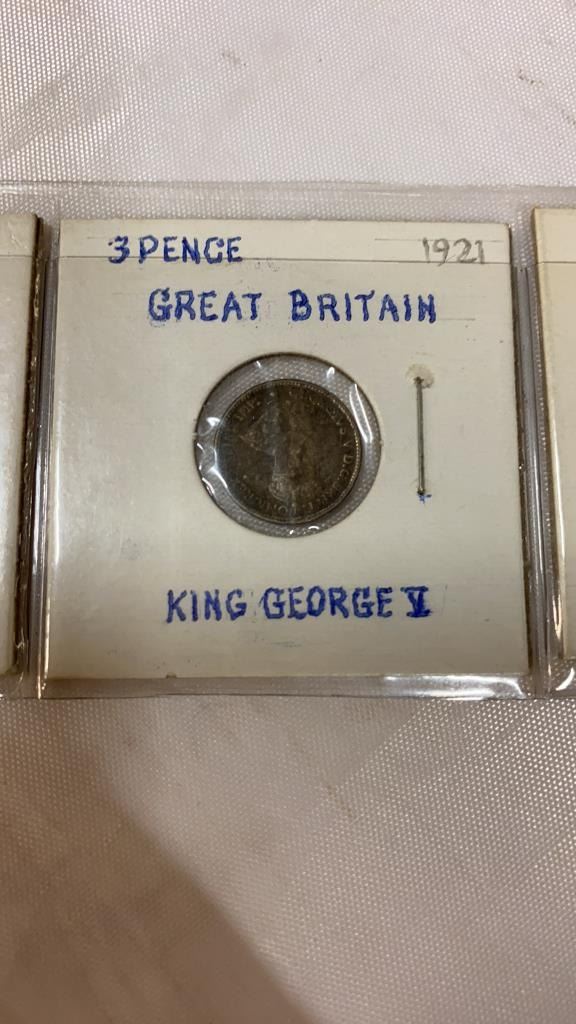 3 PENCE 1921
GREAT BRITAIN
KING GEORGE V